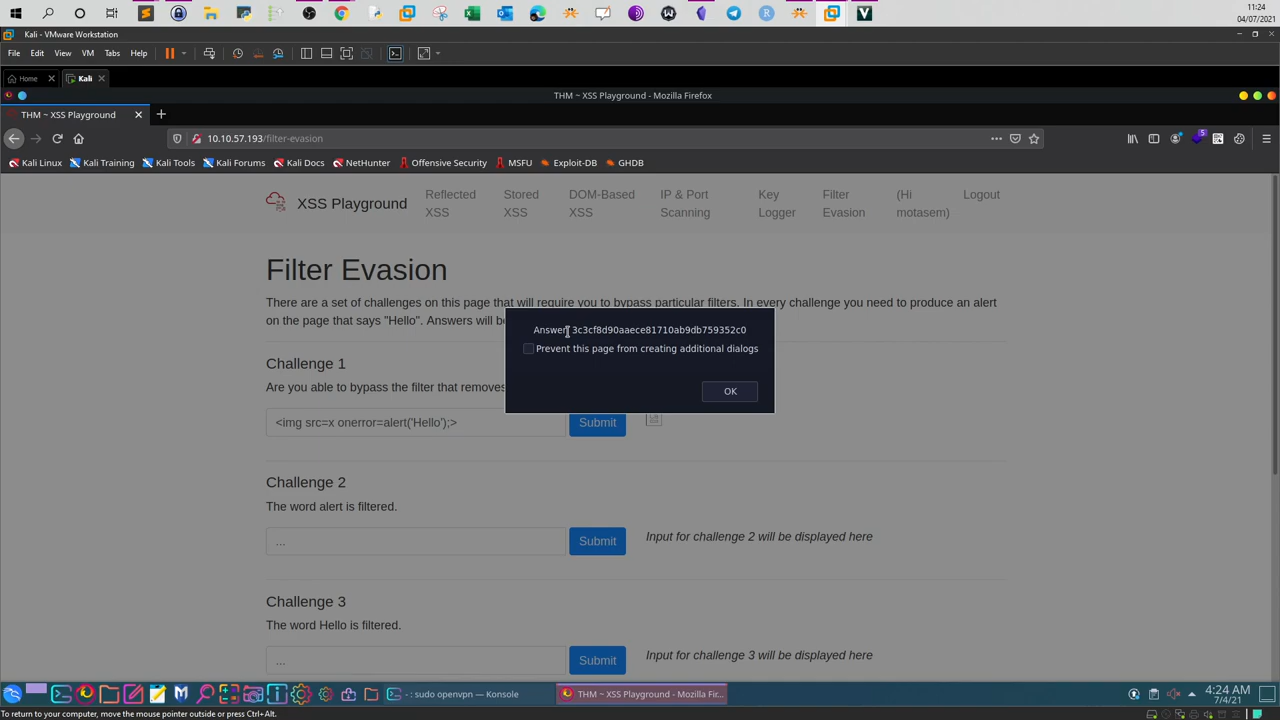 11:24
04/07/2021
Kali - VMware Workstation
File Edit View VM Tabs Help
Home Kali
THM ~ XSS Playground - Mozilla Firefox
THM ~ XSS Playground
10.10.57.193/filter-evasion
5
Kali Linux Kali Training Kali Tools Kali Forums Kali Docs NetHunter Offensive Security MSFU Exploit-DB GHDB
XSS Playground
Reflected XSS
Stored XSS
DOM-Based XSS
IP & Port Scanning
Key Logger
Filter Evasion
(Hi motasem)
Logout
Filter Evasion
There are a set of challenges on this page that will require you to bypass particular filters. In every challenge you need to produce an alert
on the page that says "Hello". Answers will be
Answer: 3c3cf8d90aaece81710ab9db759352c0
Prevent this page from creating additional dialogs
OK
Challenge 1
Are you able to bypass the filter that removes
<img src=x onerror=alert('Hello');> Submit
Challenge 2
The word alert is filtered.
... Submit Input for challenge 2 will be displayed here
Challenge 3
The word Hello is filtered.
... Submit Input for challenge 3 will be displayed here
- : sudo openvpn — Konsole
THM ~ XSS Playground - Mozilla Fir...
4:24 AM
7/4/21
To return to your computer, move the mouse pointer outside or press Ctrl+Alt.